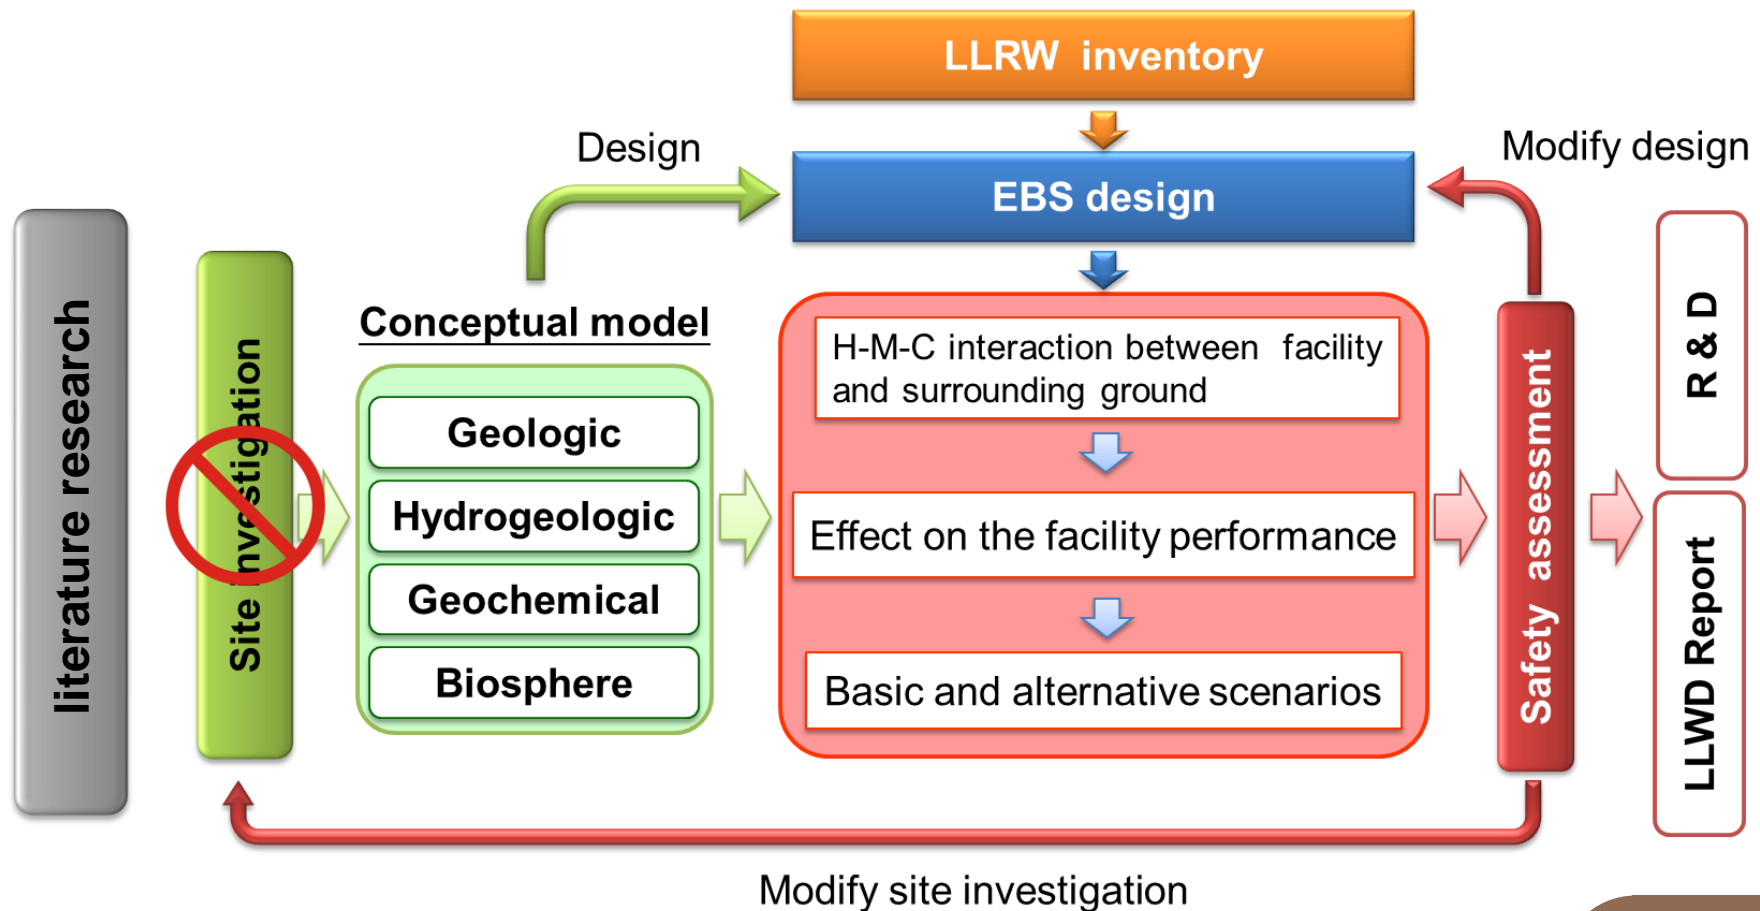 LLRW inventory
Design
Modify design
EBS design
literature research
Site investigation
Conceptual model
Geologic
Hydrogeologic
Geochemical
Biosphere
H-M-C interaction between facility
and surrounding ground
Effect on the facility performance
Basic and alternative scenarios
Safety assessment
R & D
LLWD Report
Modify site investigation